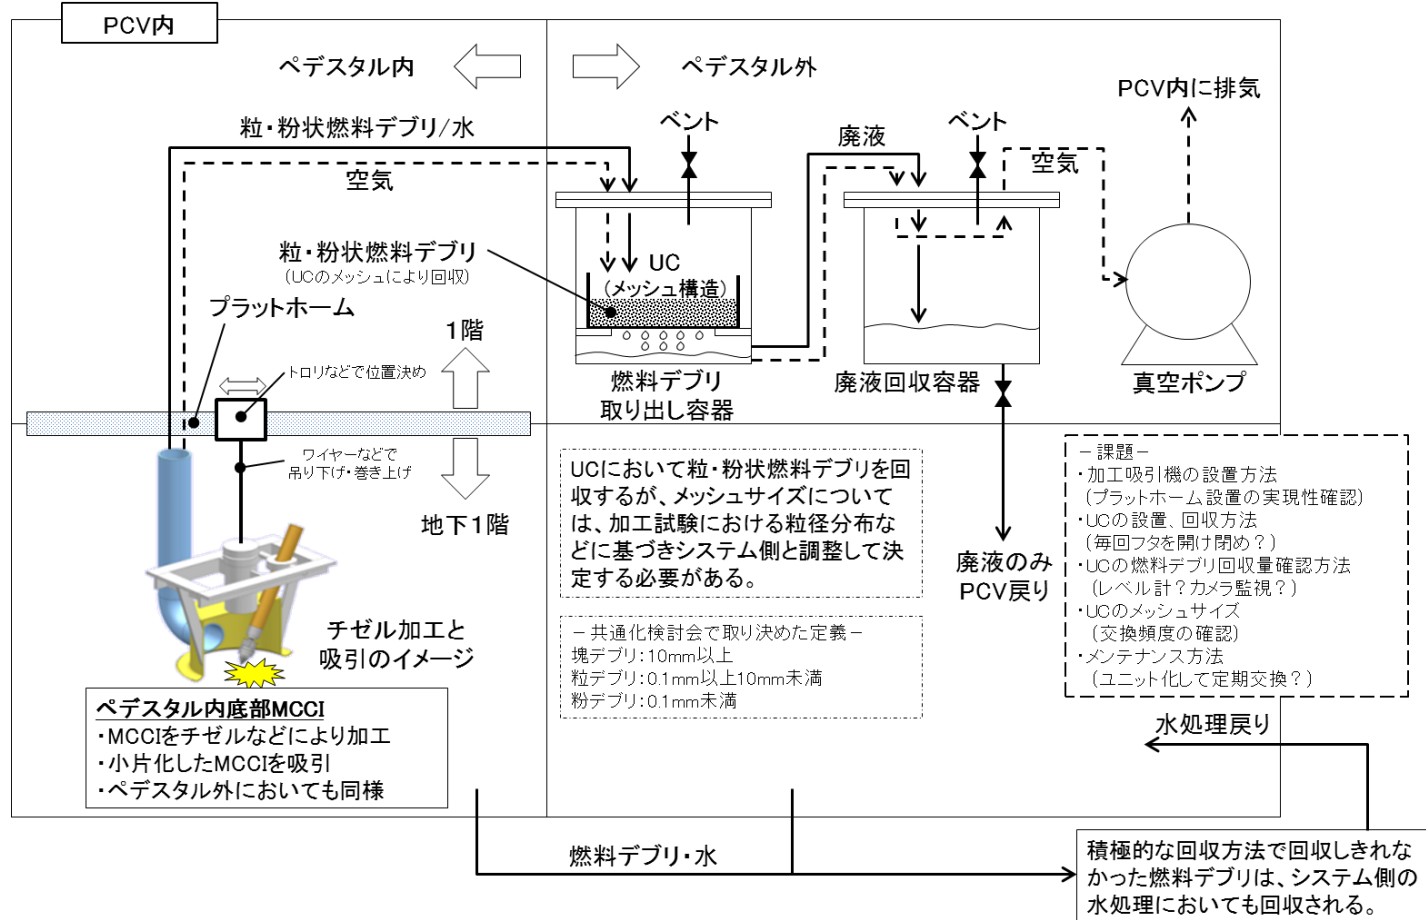 PCV内
ペデスタル内
ペデスタル外
PCV内に排気
粒・粉状燃料デブリ/水
空気
ベント
廃液
ベント
空気
粒・粉状燃料デブリ
(UCのメッシュにより回収)
UC
(メッシュ構造)
プラットホーム
1階
トロリなどで位置決め
燃料デブリ
取り出し容器
廃液回収容器
真空ポンプ
ワイヤーなどで
吊り下げ・巻き上げ
地下1階
UCにおいて粒・粉状燃料デブリを回
収するが、メッシュサイズについて
は、加工試験における粒径分布な
どに基づきシステム側と調整して決
定する必要がある。
廃液のみ
PCV戻り
－課題－
・加工吸引機の設置方法
(プラットホーム設置の実現性確認)
・UCの設置、回収方法
(毎回フタを開け閉め？)
・UCの燃料デブリ回収量確認方法
(レベル計？カメラ監視？)
・UCのメッシュサイズ
(交換頻度の確認)
・メンテナンス方法
(ユニット化して定期交換？)
チゼル加工と
吸引のイメージ
－共通化検討会で取り決めた定義－
塊デブリ：10mm以上
粒デブリ：0.1mm以上10mm未満
粉デブリ：0.1mm未満
ペデスタル内底部MCCI
・MCCIをチゼルなどにより加工
・小片化したMCCIを吸引
・ペデスタル外においても同様
水処理戻り
燃料デブリ・水
積極的な回収方法で回収しきれな
かった燃料デブリは、システム側の
水処理においても回収される。